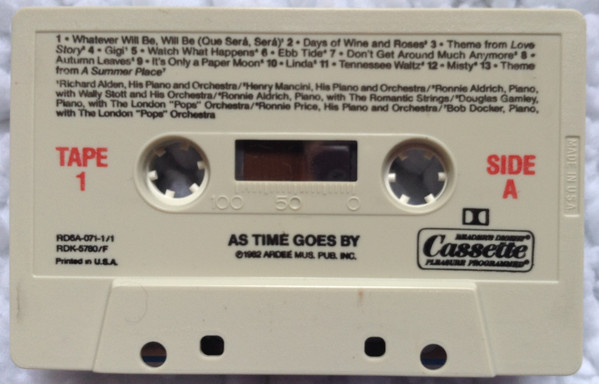 1 • Whatever Will Be, Will Be (Que Será, Será)¹ 2 • Days of Wine and Roses² 3 • Theme from Love
Story³ 4 • Gigi¹ 5 • Watch What Happens⁴ 6 • Ebb Tide⁴ 7 • Don't Get Around Much Anymore⁶ 8 •
Autumn Leaves⁴ 9 • It's Only a Paper Moon⁵ 10 • Linda⁶ 11 • Tennessee Waltz⁴ 12 • Misty⁴ 13 • Theme
from A Summer Place⁷
¹Richard Alden, His Piano and Orchestra/²Henry Mancini, His Piano and Orchestra/³Ronnie Aldrich, Piano,
with Wally Stott and His Orchestra/⁴Ronnie Aldrich, Piano, with The Romantic Strings/⁵Douglas Gamley,
Piano, with The London "Pops" Orchestra/⁶Ronnie Price, His Piano and Orchestra/⁷Bob Docker, Piano,
with The London "Pops" Orchestra
TAPE
1
SIDE
A
MADE IN U.S.A.
100 50 0
RD5A-071-1/1
RDK-5780/F
Printed in U.S.A.
AS TIME GOES BY
©1982 ARDEE MUS. PUB. INC.
READER'S DIGEST®
Cassette
PLEASURE PROGRAMMED®